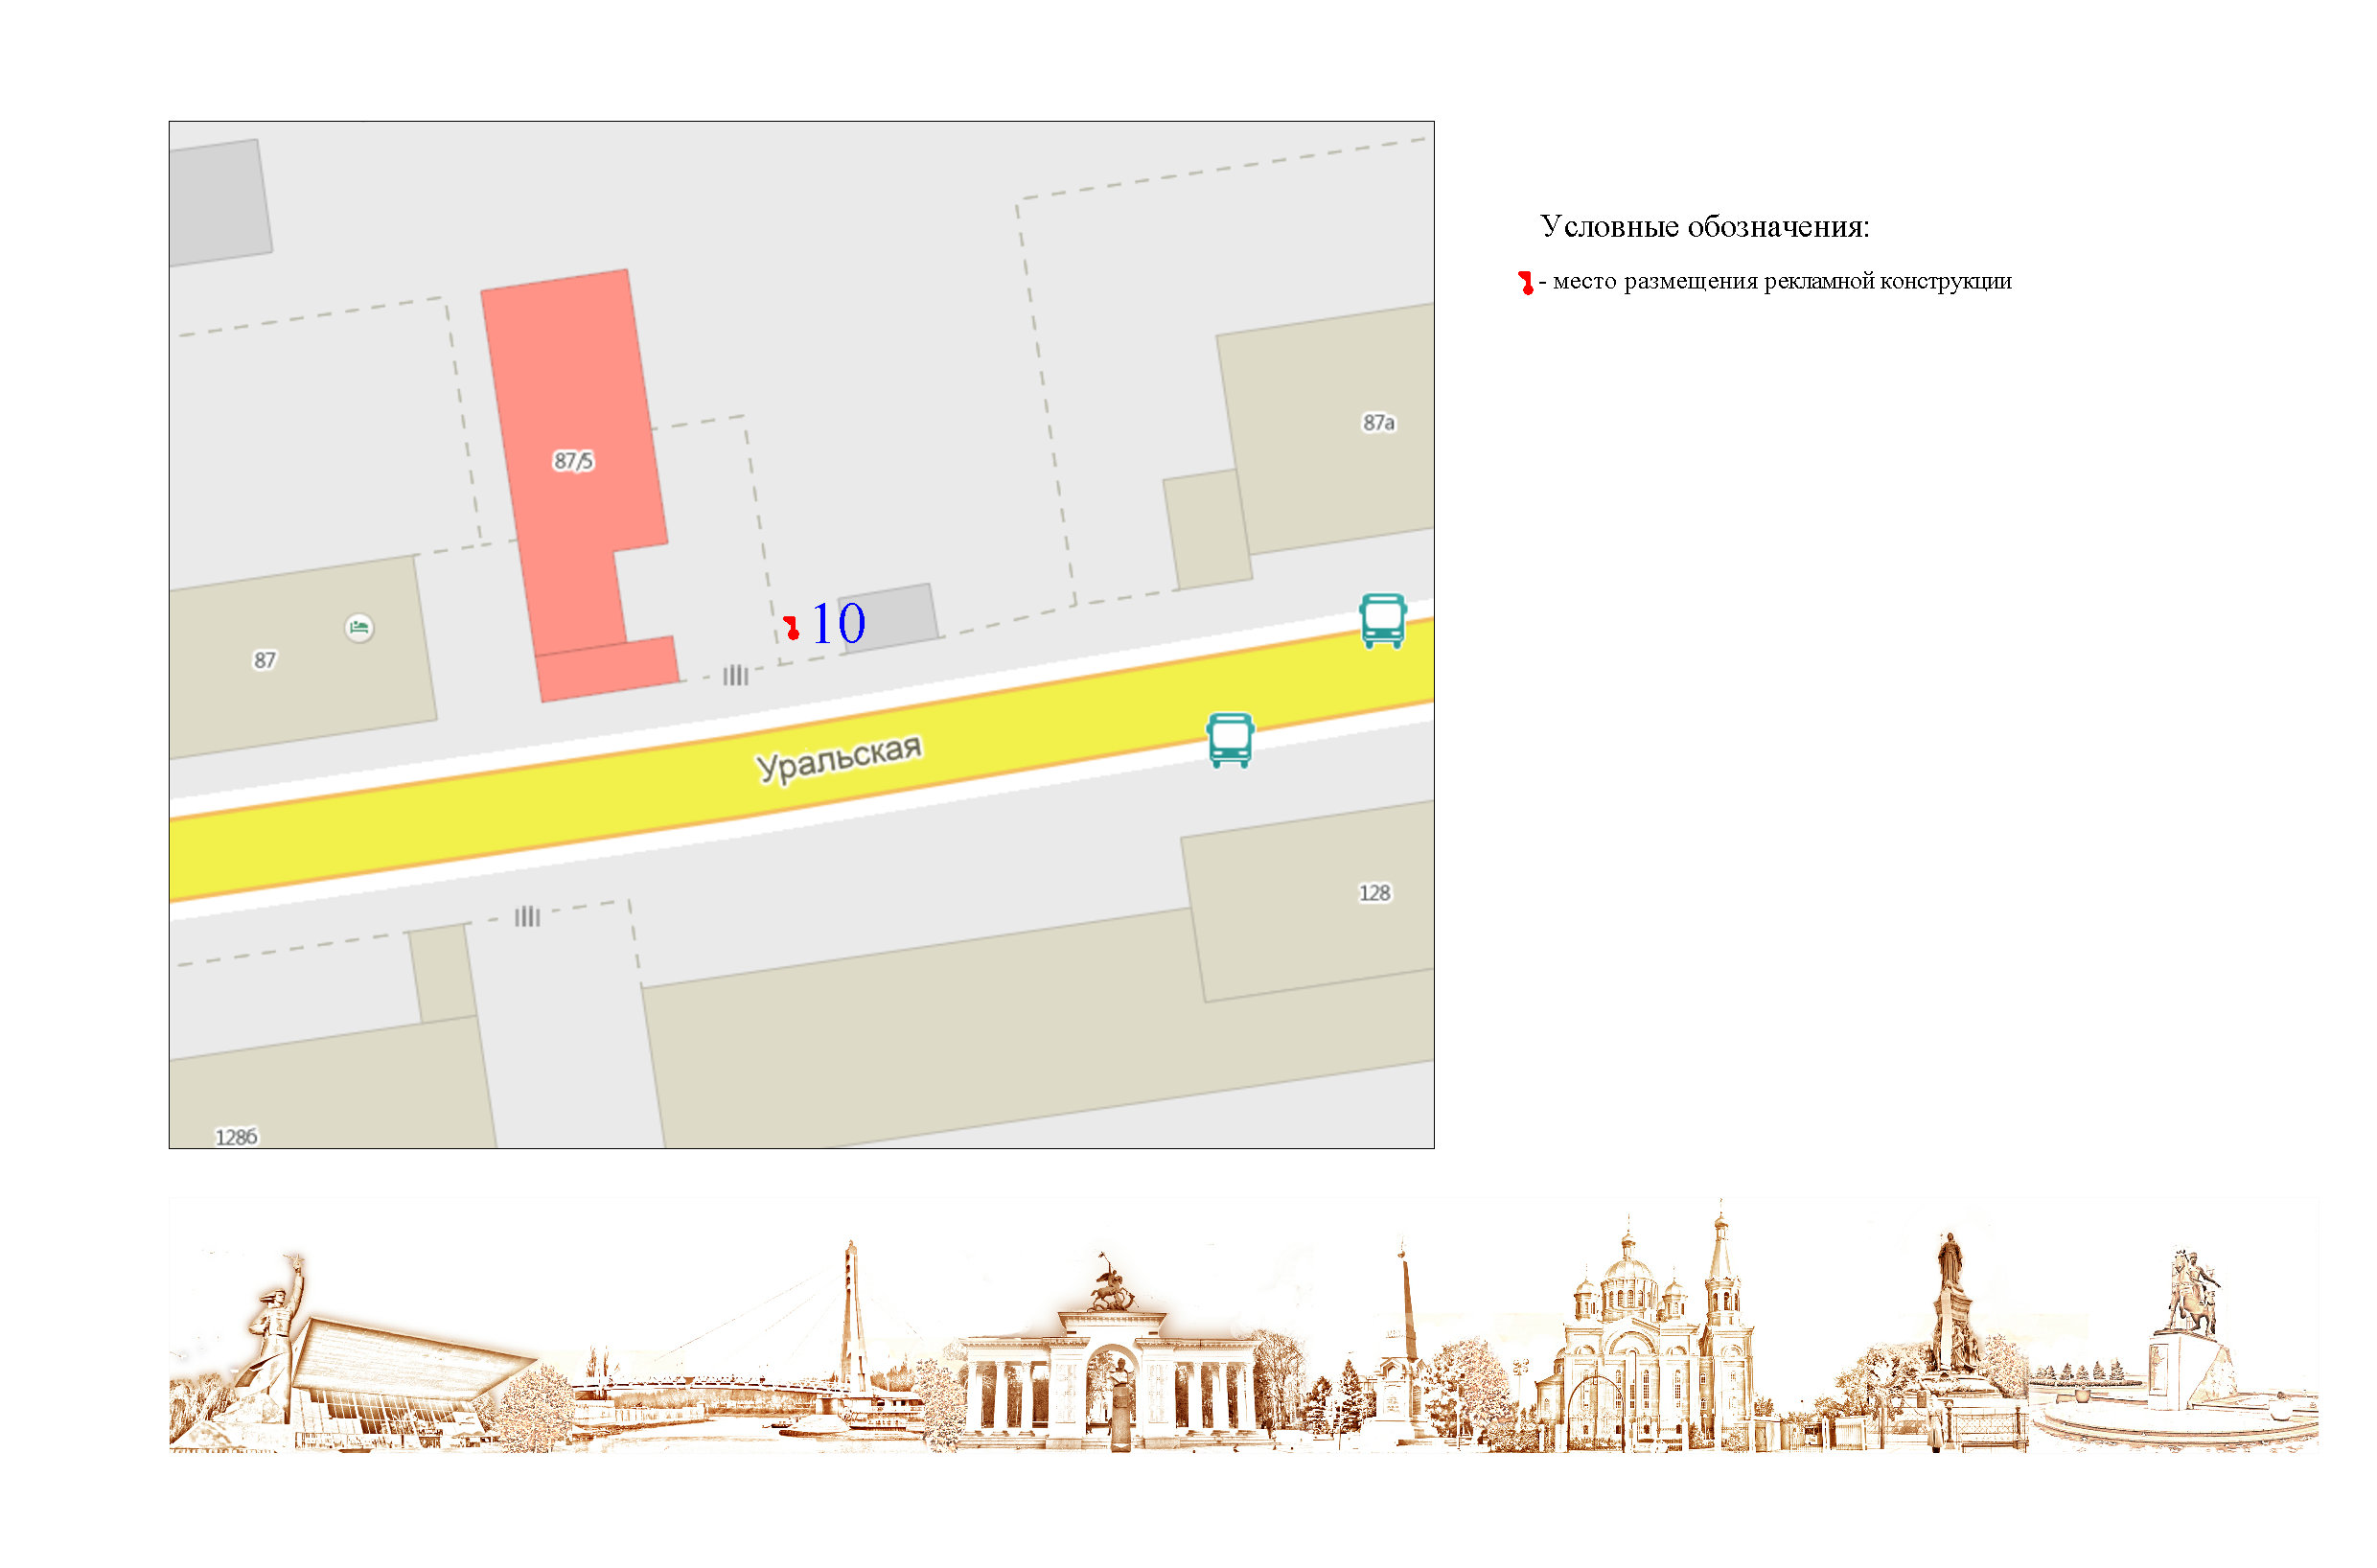 Условные обозначения:
- место размещения рекламной конструкции
87а
87/5
10
87
Уральская
128
128б